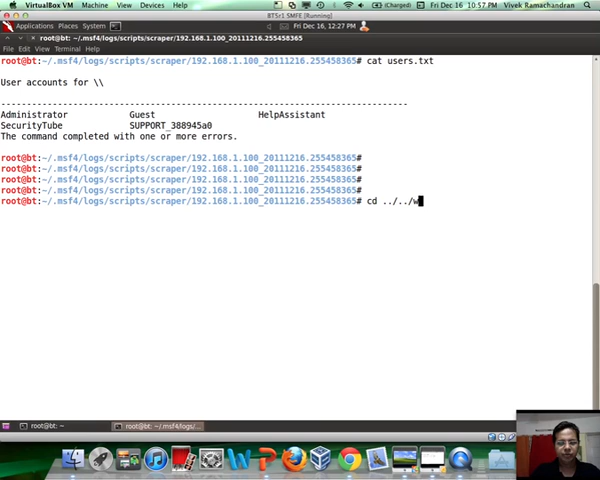 VirtualBox VM Machine Devices Help (Charged) Fri Dec 16 10:57 PM Vivek Ramachandran
BT5r1 SMFE [Running]
Applications Places System Fri Dec 16, 12:27 PM
root@bt: ~/.msf4/logs/scripts/scraper/192.168.1.100_20111216.255458365
File Edit View Terminal Help
root@bt:~/.msf4/logs/scripts/scraper/192.168.1.100_20111216.255458365# cat users.txt
User accounts for \\
-------------------------------------------------------------------------------
Administrator Guest HelpAssistant
SecurityTube SUPPORT_388945a0
The command completed with one or more errors.
root@bt:~/.msf4/logs/scripts/scraper/192.168.1.100_20111216.255458365#
root@bt:~/.msf4/logs/scripts/scraper/192.168.1.100_20111216.255458365#
root@bt:~/.msf4/logs/scripts/scraper/192.168.1.100_20111216.255458365#
root@bt:~/.msf4/logs/scripts/scraper/192.168.1.100_20111216.255458365#
root@bt:~/.msf4/logs/scripts/scraper/192.168.1.100_20111216.255458365# cd ../../w
root@bt: ~ root@bt: ~/.msf4/logs/...